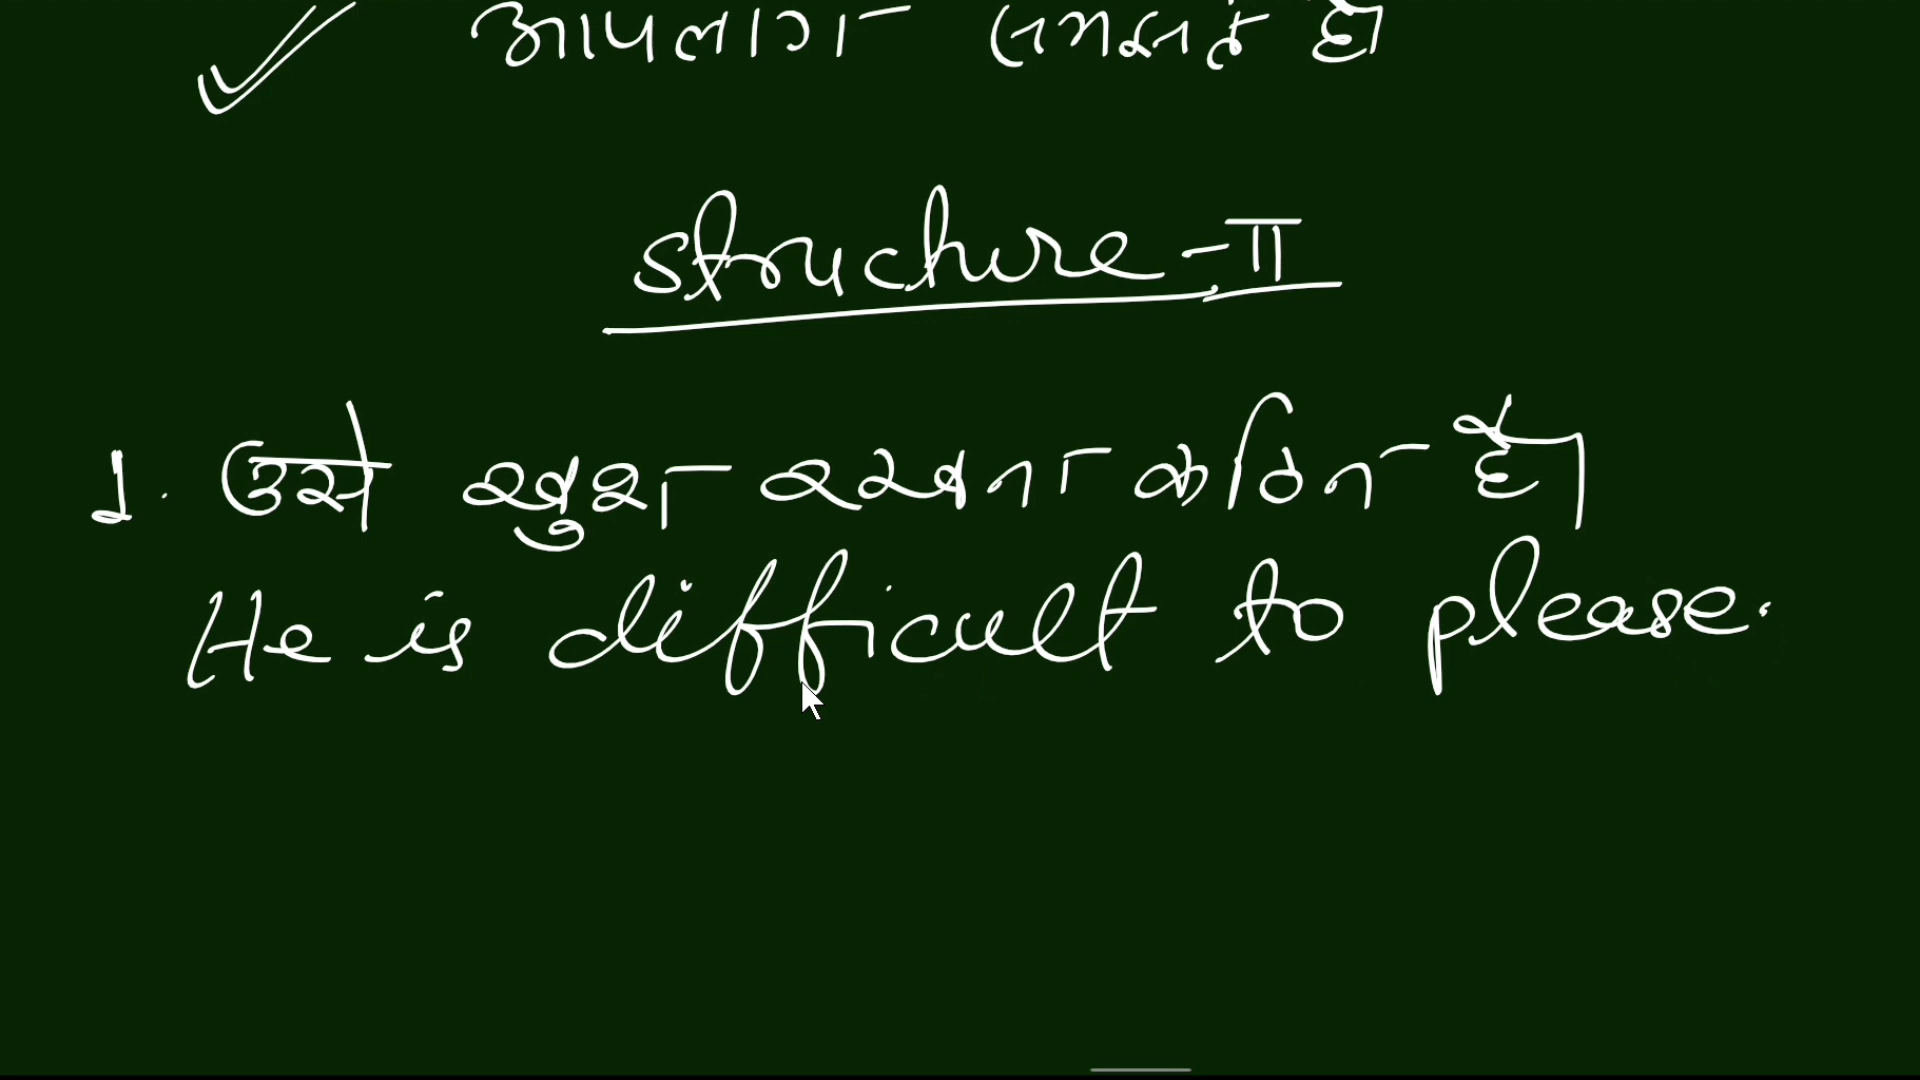 आपलोग समझते हैं
Structure-II
1. उसे खुश रखना कठिन है।
He is difficult to please.